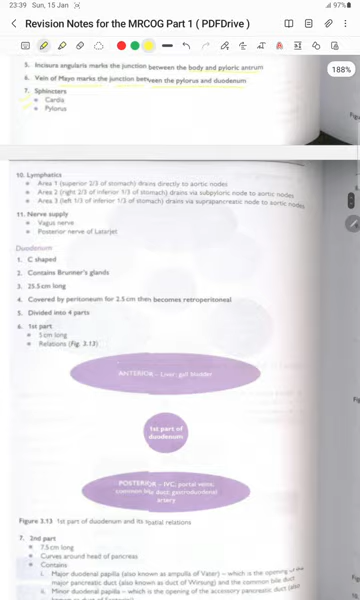 23:39 Sun, 15 Jan
97%
Revision Notes for the MRCOG Part 1 ( PDFDrive )
188%
5. Incisura angularis marks the junction between the body and pyloric antrum
6. Vein of Mayo marks the junction between the pylorus and duodenum
7. Sphincters
Cardia
Pylorus
10. Lymphatics
Area 1 (superior 2/3 of stomach) drains directly to aortic nodes
Area 2 (right 2/3 of inferior 1/3 of stomach) drains via subpyloric node to aortic nodes
Area 3 (left 1/3 of inferior 1/3 of stomach) drains via suprapancreatic node to aortic nodes
11. Nerve supply
Vagus nerve
Posterior nerve of Latarjet
Duodenum
1. C shaped
2. Contains Brunner's glands
3. 25.5 cm long
4. Covered by peritoneum for 2.5 cm then becomes retroperitoneal
5. Divided into 4 parts
6. 1st part
5 cm long
Relations (Fig. 3.13)
ANTERIOR - Liver, gall bladder
1st part of
duodenum
POSTERIOR - IVC, portal vein,
common bile duct, gastroduodenal
artery
Figure 3.13 1st part of duodenum and its spatial relations
7. 2nd part
7.5 cm long
Curves around head of pancreas
Contains
i. Major duodenal papilla (also known as ampulla of Vater) – which is the opening of the
major pancreatic duct (also known as duct of Wirsung) and the common bile duct
ii. Minor duodenal papilla – which is the opening of the accessory pancreatic duct (also